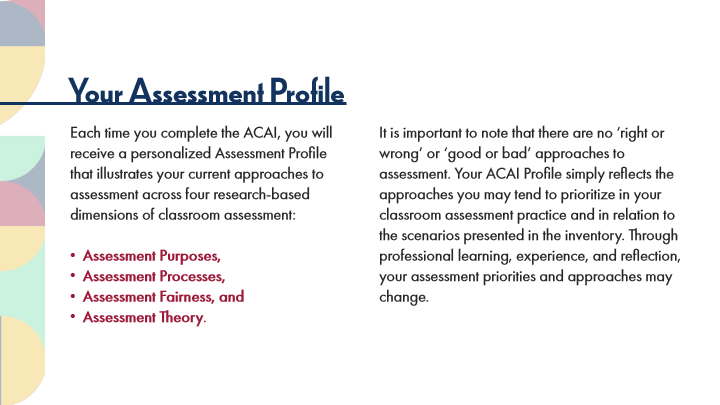 Your Assessment Profile
Each time you complete the ACAI, you will
receive a personalized Assessment Profile
that illustrates your current approaches to
assessment across four research-based
dimensions of classroom assessment:
• Assessment Purposes,
• Assessment Processes,
• Assessment Fairness, and
• Assessment Theory.
It is important to note that there are no ‘right or
wrong’ or ‘good or bad’ approaches to
assessment. Your ACAI Profile simply reflects the
approaches you may tend to prioritize in your
classroom assessment practice and in relation to
the scenarios presented in the inventory. Through
professional learning, experience, and reflection,
your assessment priorities and approaches may
change.